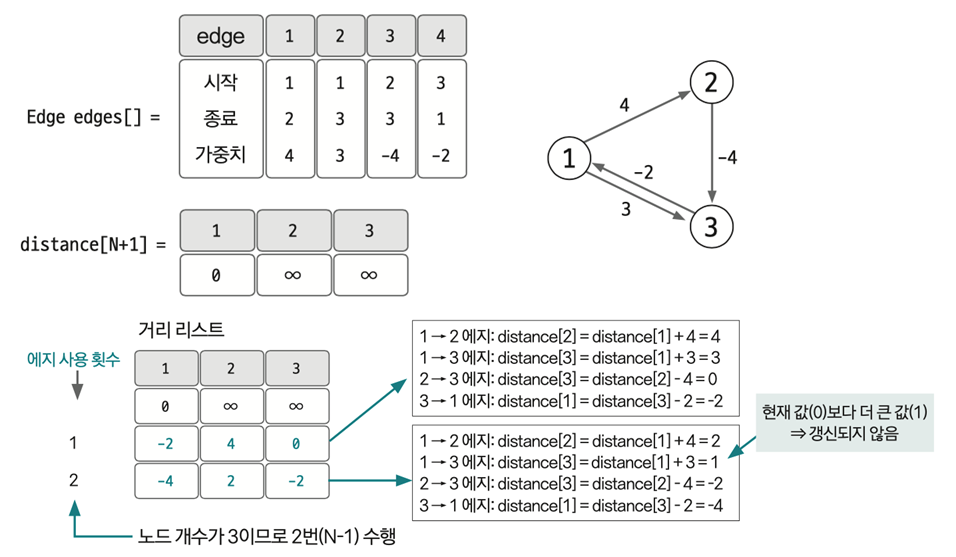 edge 1 2 3 4
Edge edges[] =
시작 1 1 2 3
종료 2 3 3 1
가중치 4 3 -4 -2
1
2
3
4
-4
-2
3
distance[N+1] =
1 2 3
0 ∞ ∞
거리 리스트
에지 사용 횟수
1 2 3
0 ∞ ∞
1 -2 4 0
2 -4 2 -2
노드 개수가 3이므로 2번(N-1) 수행
1 → 2 에지: distance[2] = distance[1] + 4 = 4
1 → 3 에지: distance[3] = distance[1] + 3 = 3
2 → 3 에지: distance[3] = distance[2] - 4 = 0
3 → 1 에지: distance[1] = distance[3] - 2 = -2
1 → 2 에지: distance[2] = distance[1] + 4 = 2
1 → 3 에지: distance[3] = distance[1] + 3 = 1
2 → 3 에지: distance[3] = distance[2] - 4 = -2
3 → 1 에지: distance[1] = distance[3] - 2 = -4
현재 값(0)보다 더 큰 값(1)
⇒ 갱신되지 않음